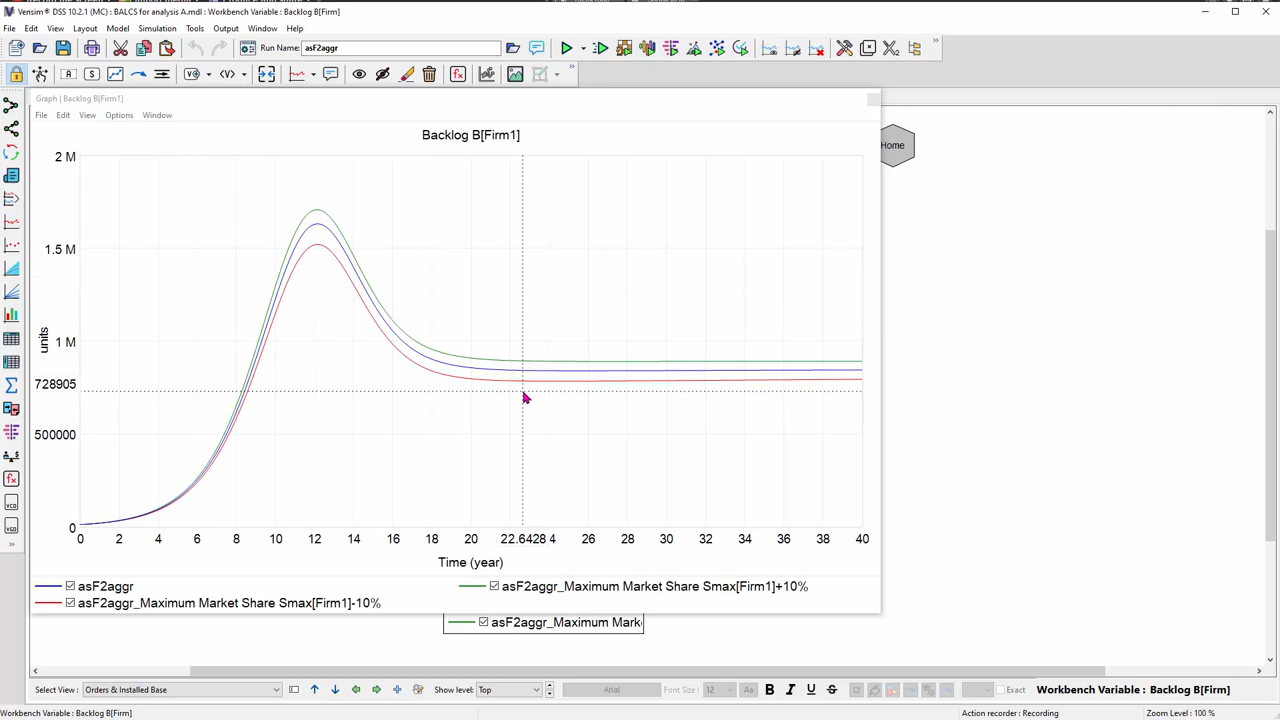 Vensim® DSS 10.2.1 (MC) : BALCS for analysis A.mdl : Workbench Variable : Backlog B[Firm1]
File Edit View Layout Model Simulation Tools Output Window Help
Run Name: asF2aggr
Graph | Backlog B[Firm1]
File Edit View Options Window
Backlog B[Firm1]
Home
2 M
1.5 M
units
1 M
728905
500000
0
0 2 4 6 8 10 12 14 16 18 20 22.6428 4 26 28 30 32 34 36 38 40
Time (year)
asF2aggr
asF2aggr_Maximum Market Share Smax[Firm1]+10%
asF2aggr_Maximum Market Share Smax[Firm1]-10%
asF2aggr_Maximum Mark
Select View : Orders & Installed Base
Show level: Top
Arial
Font Size : 12
Aa
B I U S
Exact
Workbench Variable : Backlog B[Firm1]
Workbench Variable : Backlog B[Firm]
Action recorder : Recording
Zoom Level : 100 %